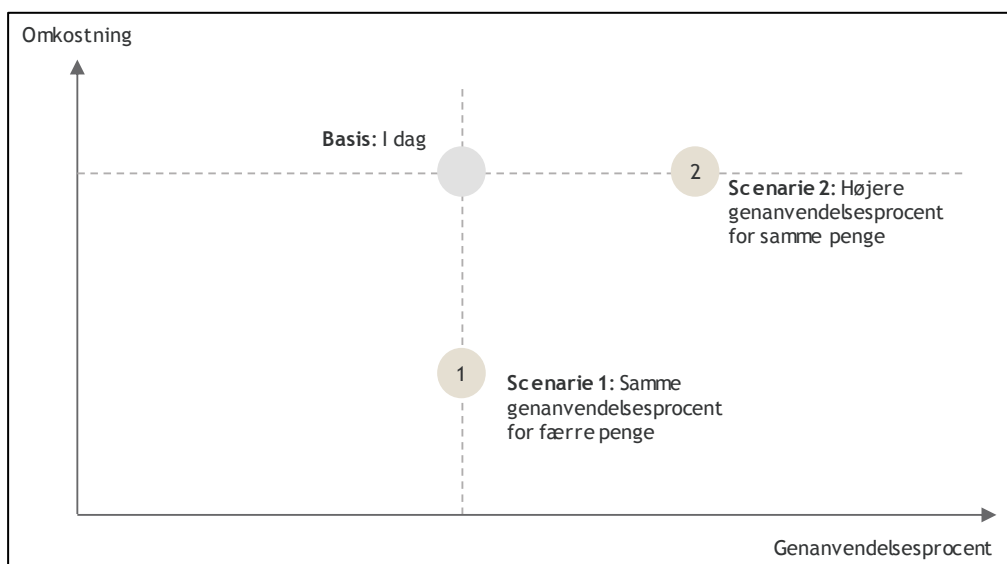 Omkostning
Basis: I dag
2
Scenarie 2: Højere
genanvendelsesprocent
for samme penge
1
Scenarie 1: Samme
genanvendelsesprocent
for færre penge
Genanvendelsesprocent